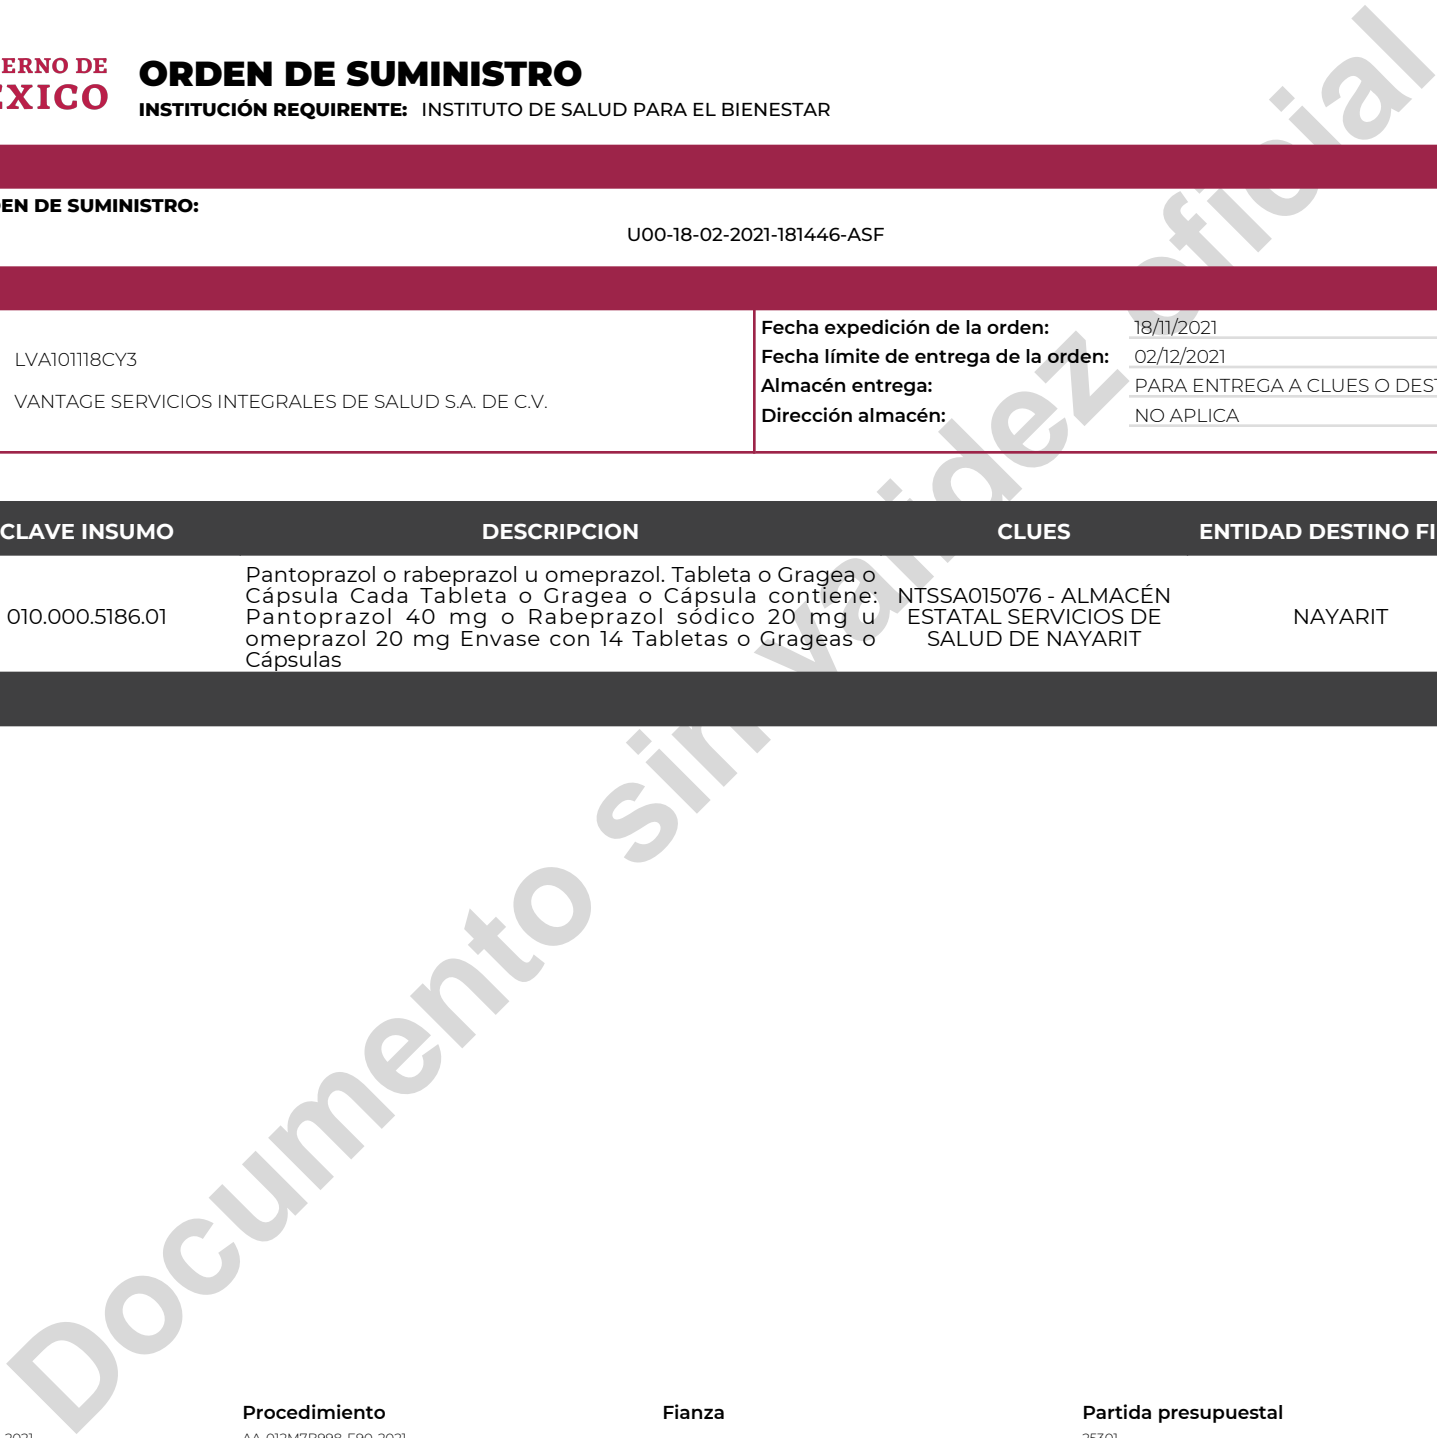 ERNO DE
EXICO
ORDEN DE SUMINISTRO
INSTITUCIÓN REQUIRENTE: INSTITUTO DE SALUD PARA EL BIENESTAR
EN DE SUMINISTRO:
U00-18-02-2021-181446-ASF
LVA101118CY3
VANTAGE SERVICIOS INTEGRALES DE SALUD S.A. DE C.V.
Fecha expedición de la orden: 18/11/2021
Fecha límite de entrega de la orden: 02/12/2021
Almacén entrega: PARA ENTREGA A CLUES O DEST
Dirección almacén: NO APLICA
CLAVE INSUMO DESCRIPCION CLUES ENTIDAD DESTINO FI
010.000.5186.01
Pantoprazol o rabeprazol u omeprazol. Tableta o Gragea o
Cápsula Cada Tableta o Gragea o Cápsula contiene:
Pantoprazol 40 mg o Rabeprazol sódico 20 mg u
omeprazol 20 mg Envase con 14 Tabletas o Grageas o
Cápsulas
NTSSA015076 - ALMACÉN
ESTATAL SERVICIOS DE
SALUD DE NAYARIT
NAYARIT
Documento sin validez oficial
Procedimiento Fianza Partida presupuestal